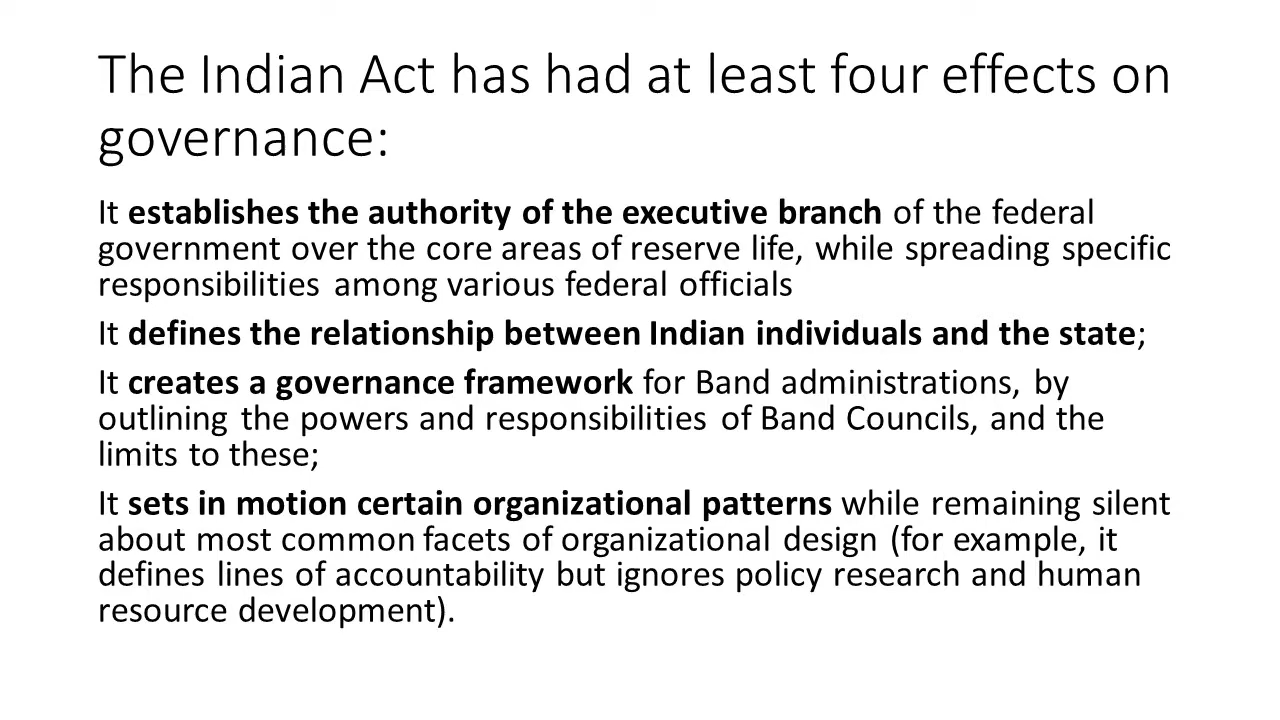 The Indian Act has had at least four effects on
governance:
It establishes the authority of the executive branch of the federal
government over the core areas of reserve life, while spreading specific
responsibilities among various federal officials
It defines the relationship between Indian individuals and the state;
It creates a governance framework for Band administrations, by
outlining the powers and responsibilities of Band Councils, and the
limits to these;
It sets in motion certain organizational patterns while remaining silent
about most common facets of organizational design (for example, it
defines lines of accountability but ignores policy research and human
resource development).